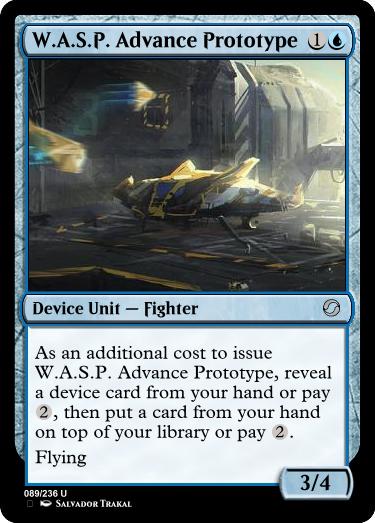 W.A.S.P. Advance Prototype 1
Device Unit — Fighter
As an additional cost to issue
W.A.S.P. Advance Prototype, reveal
a device card from your hand or pay
2, then put a card from your hand
on top of your library or pay 2.
Flying
3/4
089/236 U
Salvador Trakal